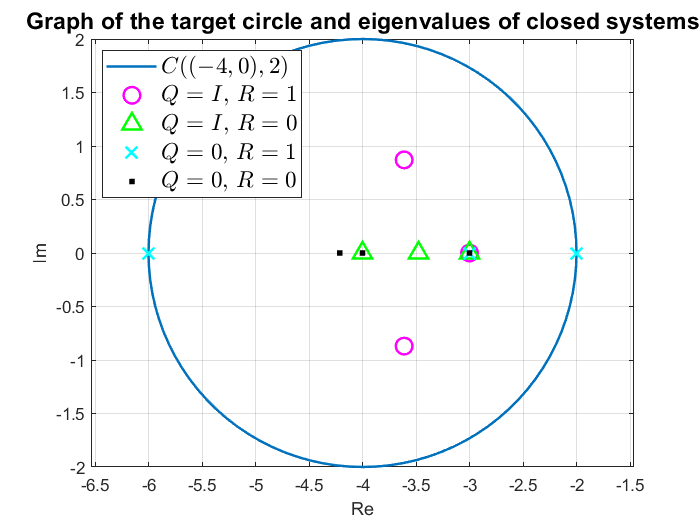 Graph of the target circle and eigenvalues of closed systems
C((−4, 0), 2)
Q = I, R = 1
Q = I, R = 0
Q = 0, R = 1
Q = 0, R = 0
2
1.5
1
0.5
0
-0.5
-1
-1.5
-2
Im
-6.5 -6 -5.5 -5 -4.5 -4 -3.5 -3 -2.5 -2 -1.5
Re